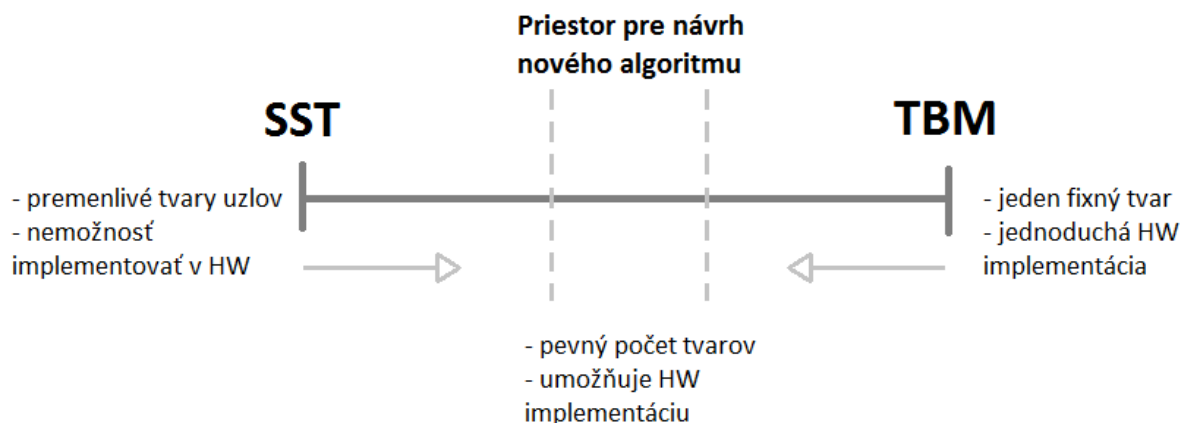 Priestor pre návrh
nového algoritmu
SST
TBM
- premenlivé tvary uzlov
- nemožnosť
implementovať v HW
- jeden fixný tvar
- jednoduchá HW
implementácia
- pevný počet tvarov
- umožňuje HW
implementáciu